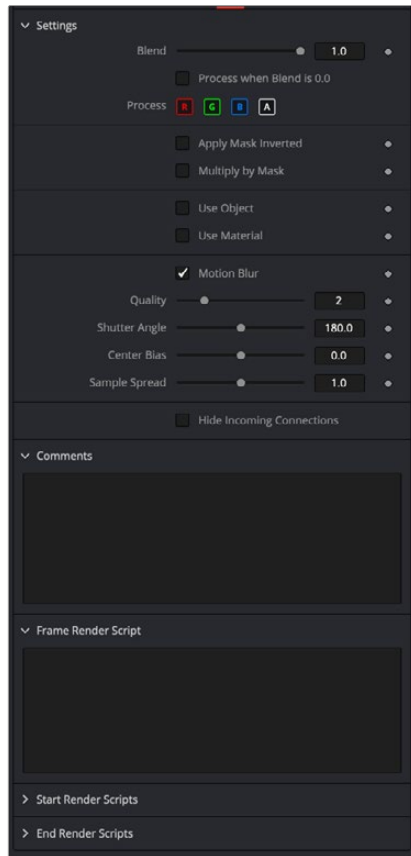 Settings
Blend 1.0
Process when Blend is 0.0
Process R G B A
Apply Mask Inverted
Multiply by Mask
Use Object
Use Material
Motion Blur
Quality 2
Shutter Angle 180.0
Center Bias 0.0
Sample Spread 1.0
Hide Incoming Connections
Comments
Frame Render Script
Start Render Scripts
End Render Scripts